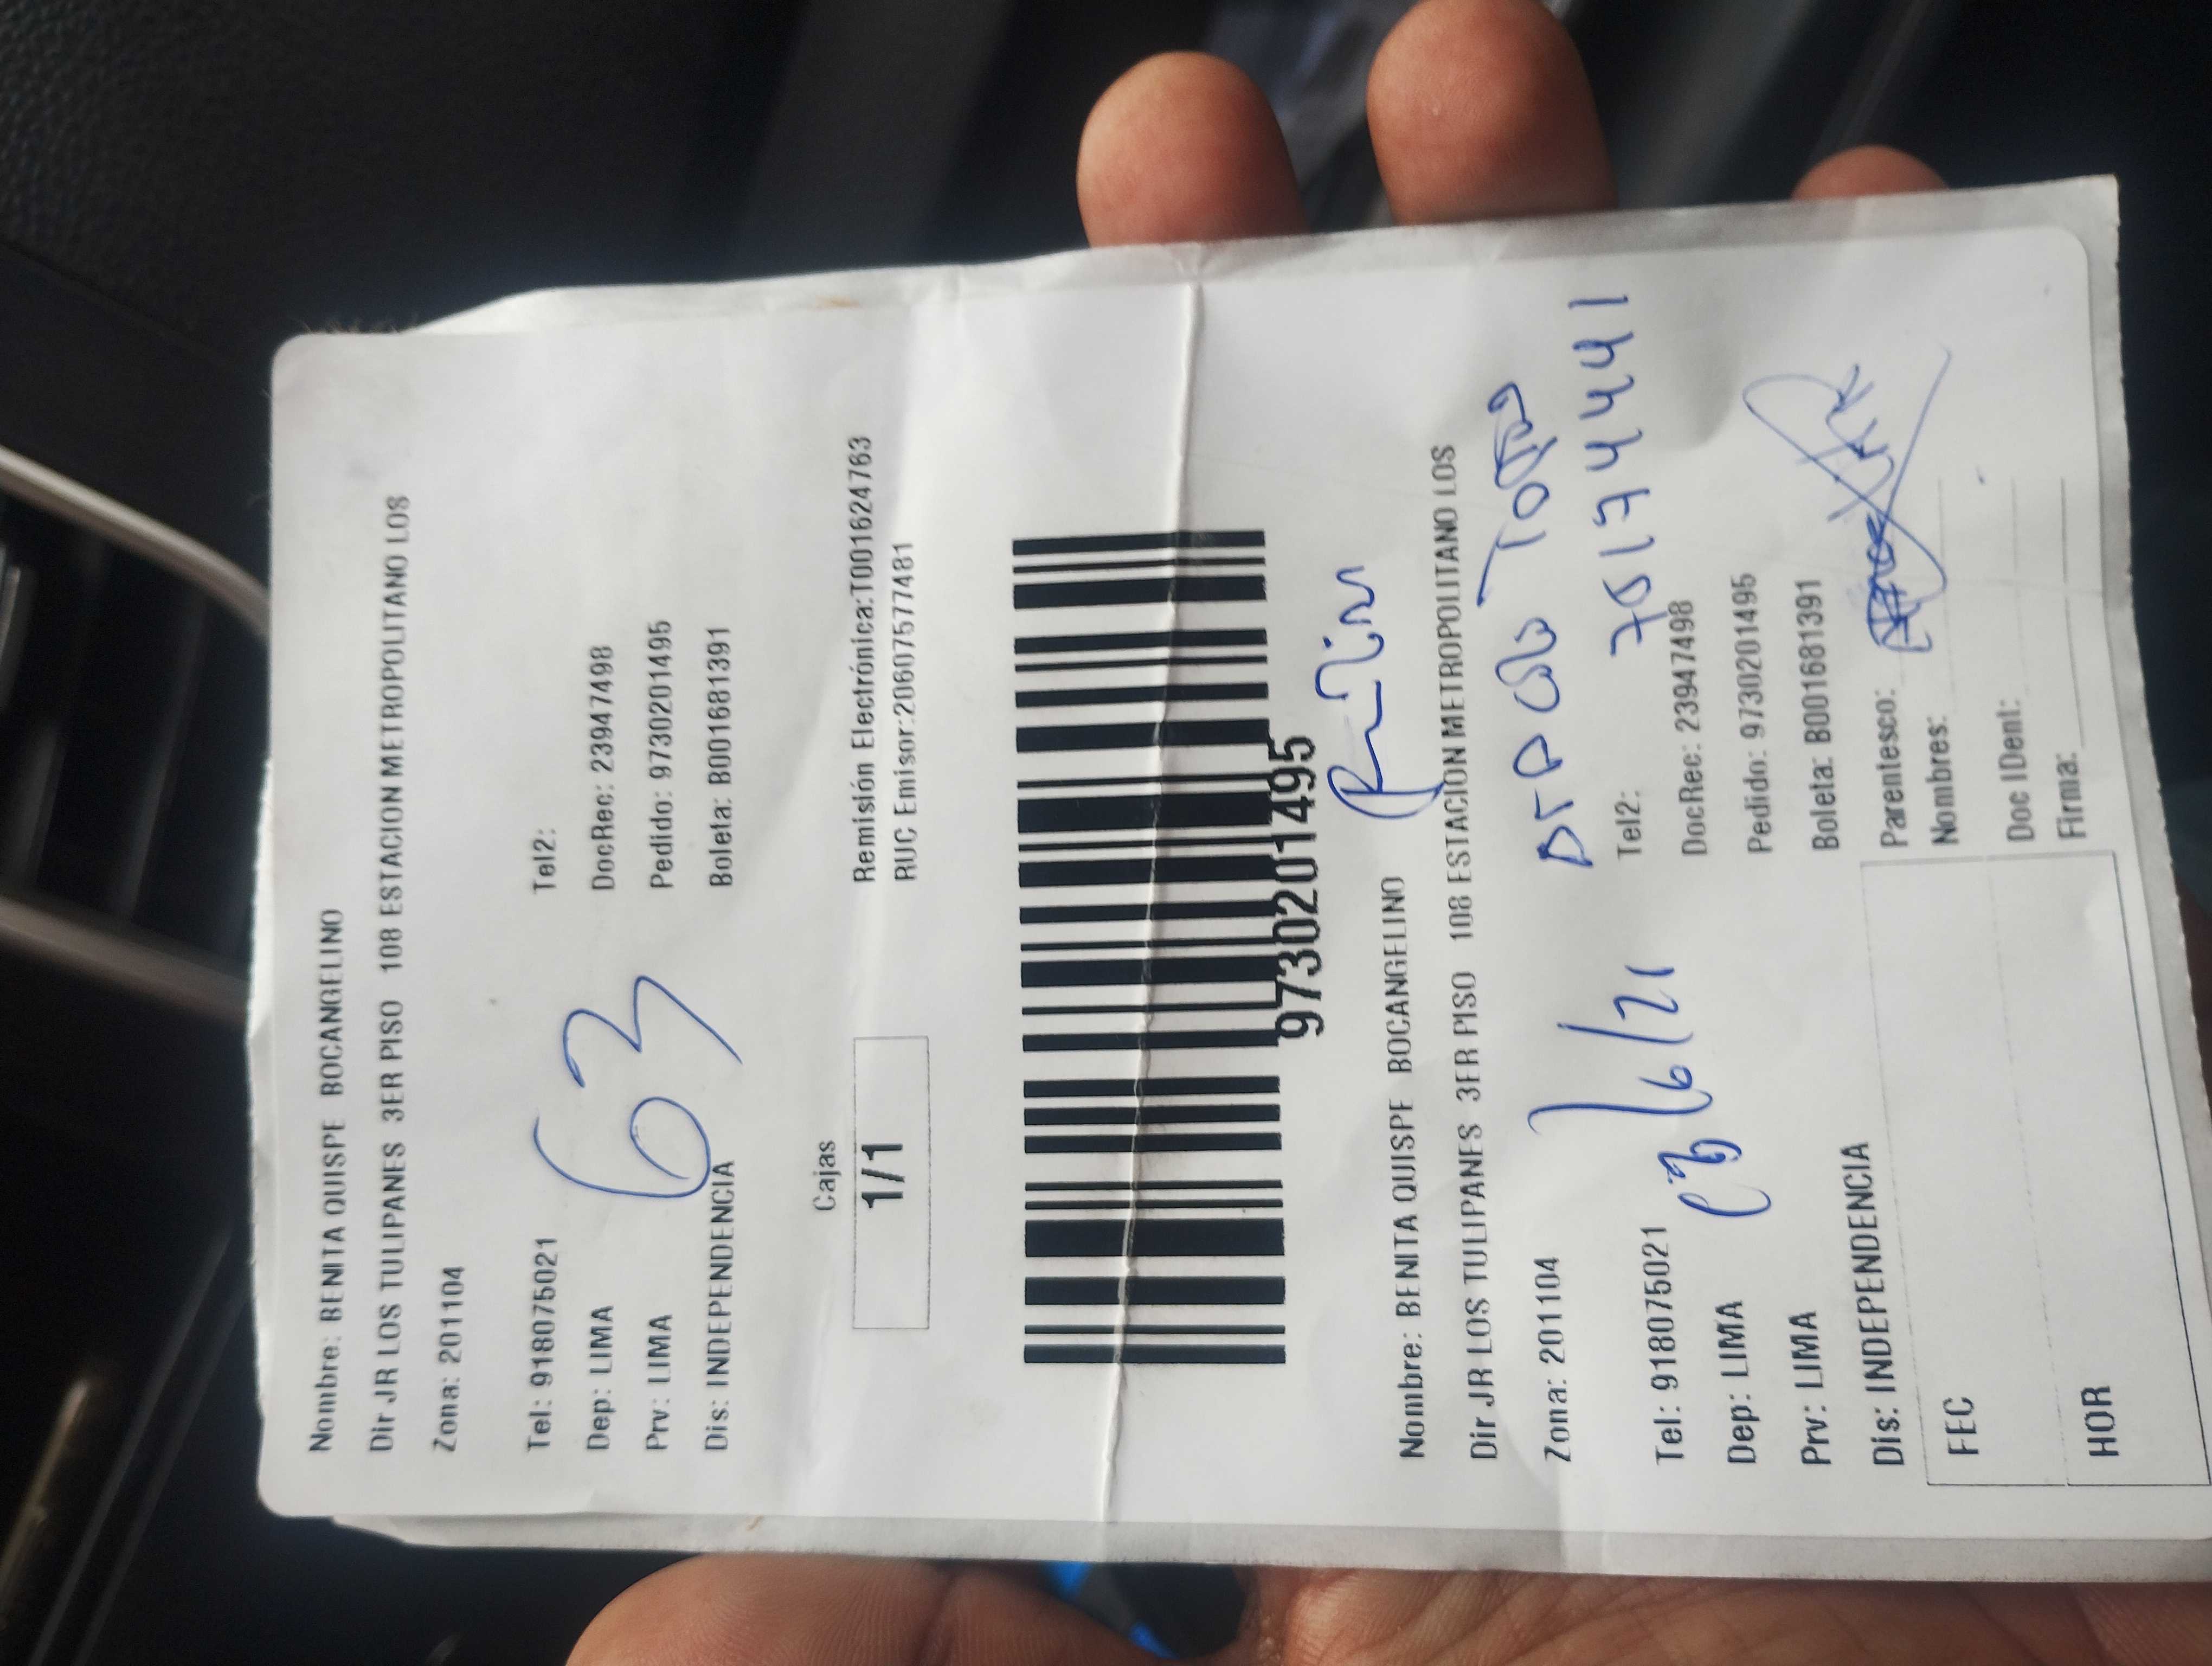 Nombre: BENITA QUISPE BOCANGELINO
Dir JR LOS TULIPANES 3ER PISO 108 ESTACION METROPOLITANO LOS
Zona: 201104
Tel: 918075021 Tel2:
Dep: LIMA DocRec: 23947498
Prv: LIMA Pedido: 9730201495
Dis: INDEPENDENCIA Boleta: B001681391
63
Cajas
1/1
Remisión Electrónica:T001624763
RUC Emisor:20607577481
9730201495
Nombre: BENITA QUISPE BOCANGELINO
Dir JR LOS TULIPANES 3ER PISO 108 ESTACION METROPOLITANO LOS
Zona: 201104
70174441
Tel: 918075021 Tel2:
Dep: LIMA DocRec: 23947498
Prv: LIMA Pedido: 9730201495
Dis: INDEPENDENCIA Boleta: B001681391
Parentesco:
FEC Nombres:
Doc IDent:
HOR Firma: